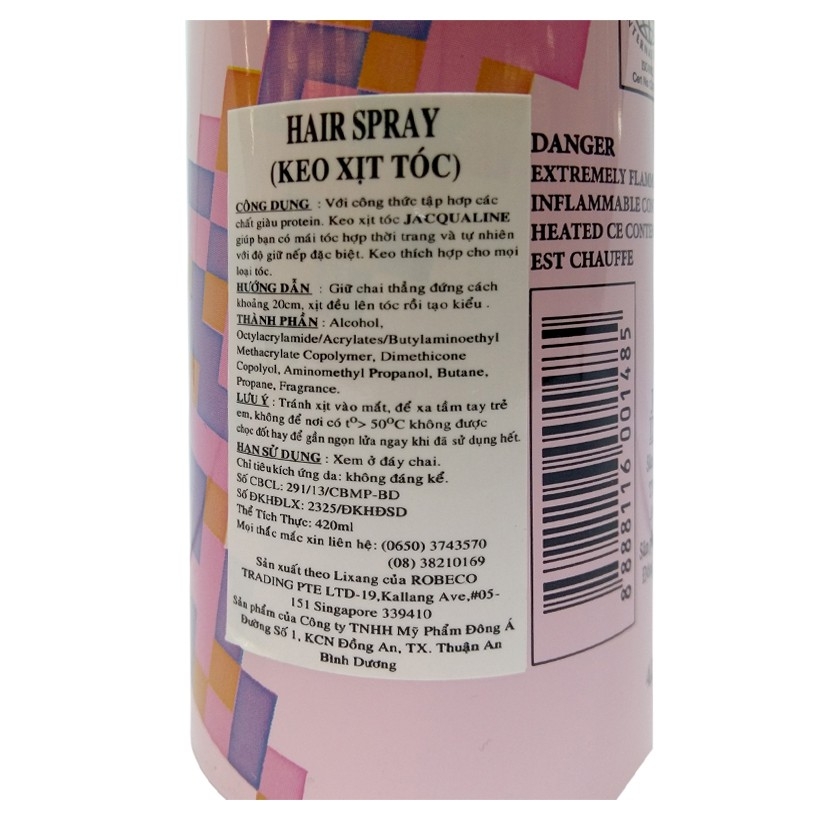 HAIR SPRAY
(KEO XỊT TÓC)
CÔNG DỤNG : Với công thức tập hợp các
chất giàu protein. Keo xịt tóc JACQUALINE
giúp bạn có mái tóc hợp thời trang và tự nhiên
với độ giữ nếp đặc biệt. Keo thích hợp cho mọi
loại tóc.
HƯỚNG DẪN : Giữ chai thẳng đứng cách
khoảng 20cm, xịt đều lên tóc rồi tạo kiểu .
THÀNH PHẦN : Alcohol,
Octylacrylamide/Acrylates/Butylaminoethyl
Methacrylate Copolymer, Dimethicone
Copolyol, Aminomethyl Propanol, Butane,
Propane, Fragrance.
LƯU Ý : Tránh xịt vào mắt, để xa tầm tay trẻ
em, không để nơi có tº> 50ºC không được
chọc đốt hay để gần ngọn lửa ngay khi đã sử dụng hết.
HẠN SỬ DỤNG : Xem ở đáy chai.
Chỉ tiêu kích ứng da: không đáng kể.
Số CBCL: 291/13/CBMP-BD
Số ĐKHĐLX: 2325/ĐKHĐSD
Thể Tích Thực: 420ml
Mọi thắc mắc xin liên hệ: (0650) 3743570
(08) 38210169
Sản xuất theo Lixang của ROBECO
TRADING PTE LTD-19,Kallang Ave,#05-
151 Singapore 339410
Sản phẩm của Công ty TNHH Mỹ Phẩm Đông Á
Đường Số 1, KCN Đồng An, TX. Thuận An
Bình Dương
DANGER
EXTREMELY
INFLAMMABLE
HEATED CE
EST CHAUFFE
8 888116 001485